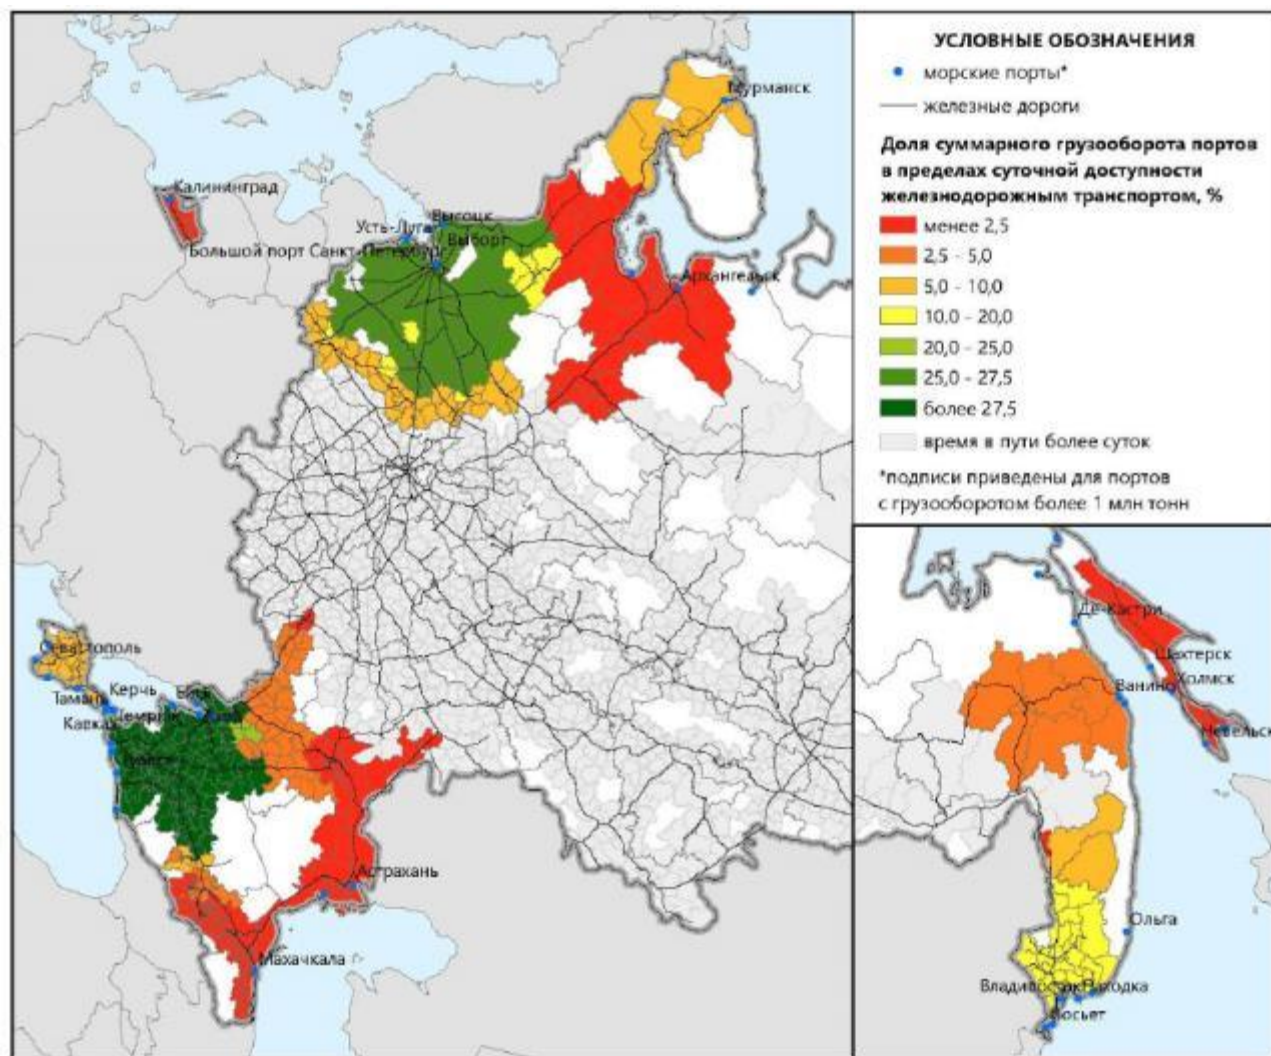 УСЛОВНЫЕ ОБОЗНАЧЕНИЯ
морские порты*
железные дороги
Доля суммарного грузооборота портов
в пределах суточной доступности
железнодорожным транспортом, %
менее 2,5
2,5 - 5,0
5,0 - 10,0
10,0 - 20,0
20,0 - 25,0
25,0 - 27,5
более 27,5
время в пути более суток
*подписи приведены для портов
с грузооборотом более 1 млн тонн
Мурманск
Калининград
Высоцк
Усть-Луга
Выборг
Большой порт Санкт-Петербург
Архангельск
Севастополь
Керчь
Тамань
Кавказ
Астрахань
Махачкала
Де-Кастри
Шахтерск
Холмск
Ванино
Невельск
Ольга
Владивосток
Находка
Посьет